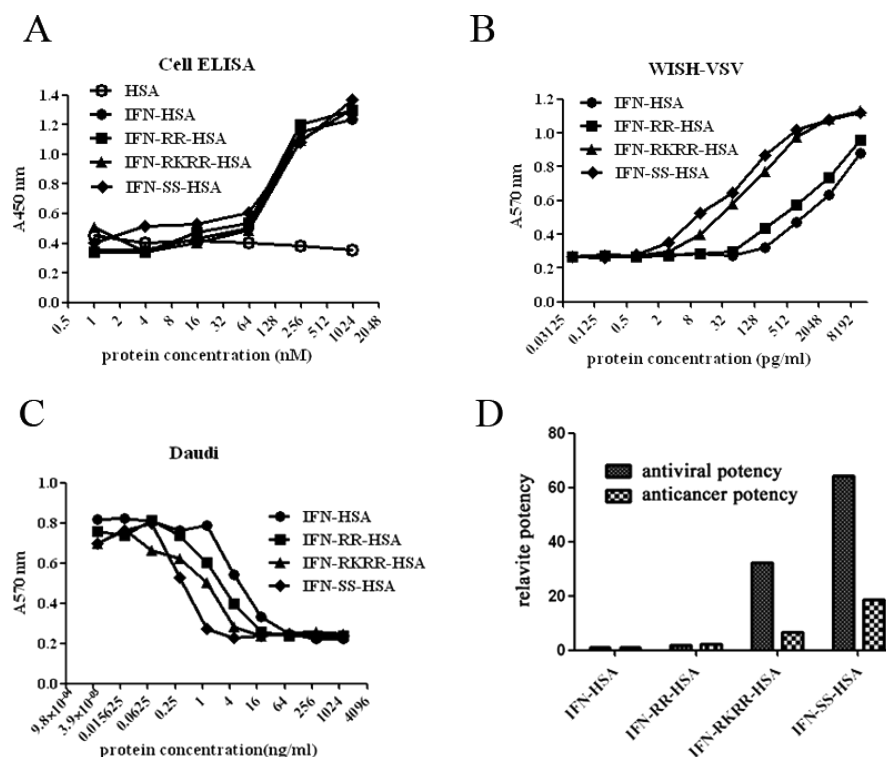 A
Cell ELISA
HSA
IFN-HSA
IFN-RR-HSA
IFN-RKRR-HSA
IFN-SS-HSA
A450 nm
1.4
1.2
1.0
0.8
0.6
0.4
0.2
0.0
0.5 1 2 4 8 16 32 64 128 256 512 1024 2048
protein concentration (nM)
B
WISH-VSV
IFN-HSA
IFN-RR-HSA
IFN-RKRR-HSA
IFN-SS-HSA
A570 nm
1.2
1.0
0.8
0.6
0.4
0.2
0.0
0.03125 0.125 0.5 2 8 32 128 512 2048 8192
protein concentration (pg/ml)
C
Daudi
IFN-HSA
IFN-RR-HSA
IFN-RKRR-HSA
IFN-SS-HSA
A570 nm
1.0
0.8
0.6
0.4
0.2
0.0
9.8×10⁻⁰⁴ 3.9×10⁻⁰³ 0.015625 0.0625 0.25 1 4 16 64 256 1024 4096
protein concentration(ng/ml)
D
antiviral potency
anticancer potency
relavite potency
80
60
40
20
0
IFN-HSA IFN-RR-HSA IFN-RKRR-HSA IFN-SS-HSA